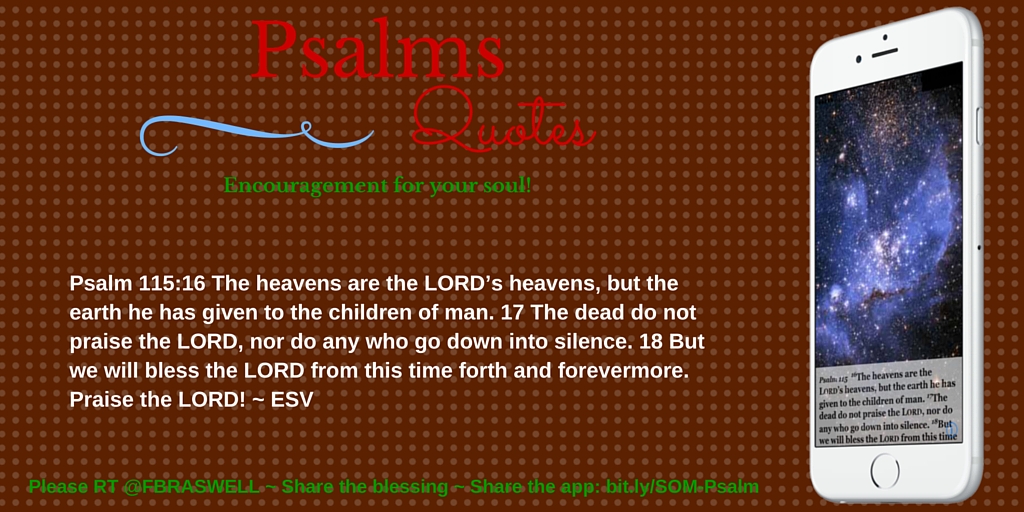 Psalms
Quotes
Encouragement for your soul!
Psalm 115:16 The heavens are the LORD’s heavens, but the
earth he has given to the children of man. 17 The dead do not
praise the LORD, nor do any who go down into silence. 18 But
we will bless the LORD from this time forth and forevermore.
Praise the LORD! ~ ESV
Please RT @FBRASWELL ~ Share the blessing ~ Share the app: bit.ly/SOM-Psalm
Psalm 115 ¹⁶The heavens are the
LORD's heavens, but the earth he has
given to the children of man. ¹⁷The
dead do not praise the LORD, nor do
any who go down into silence. ¹⁸But
we will bless the LORD from this time